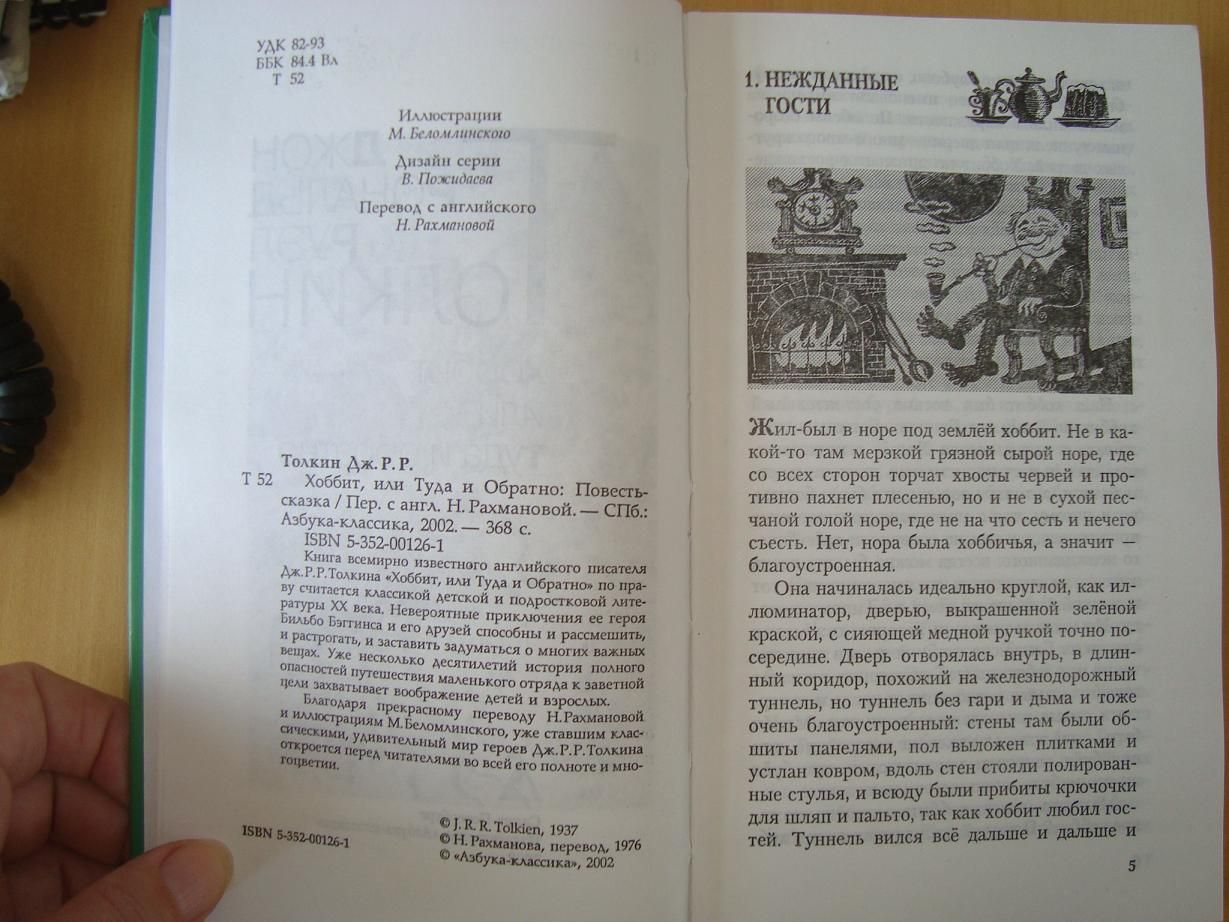 УДК 82-93
ББК 84.4 Вл
Т 52
Иллюстрации
М. Беломлинского
Дизайн серии
В. Пожидаева
Перевод с английского
Н. Рахмановой
Толкин Дж. Р. Р.
Т 52 Хоббит, или Туда и Обратно: Повесть-
сказка / Пер. с англ. Н. Рахмановой. — СПб.:
Азбука-классика, 2002. — 368 с.
ISBN 5-352-00126-1
Книга всемирно известного английского писателя
Дж.Р.Р.Толкина «Хоббит, или Туда и Обратно» по пра-
ву считается классикой детской и подростковой лите-
ратуры XX века. Невероятные приключения ее героя
Бильбо Бэггинса и его друзей способны и рассмешить,
и растрогать, и заставить задуматься о многих важных
вещах. Уже несколько десятилетий история полного
опасностей путешествия маленького отряда к заветной
цели захватывает воображение детей и взрослых.
Благодаря прекрасному переводу Н.Рахмановой
и иллюстрациям М.Беломлинского, уже ставшим клас-
сическими, удивительный мир героев Дж.Р.Р.Толкина
откроется перед читателями во всей его полноте и мно-
гоцветии.
ISBN 5-352-00126-1
© J. R. R. Tolkien, 1937
© Н. Рахманова, перевод, 1976
© «Азбука-классика», 2002
1. НЕЖДАННЫЕ
ГОСТИ
Жил-был в норе под землёй хоббит. Не в ка-
кой-то там мерзкой грязной сырой норе, где
со всех сторон торчат хвосты червей и про-
тивно пахнет плесенью, но и не в сухой пес-
чаной голой норе, где не на что сесть и нечего
съесть. Нет, нора была хоббичья, а значит —
благоустроенная.
Она начиналась идеально круглой, как ил-
люминатор, дверью, выкрашенной зелёной
краской, с сияющей медной ручкой точно по-
середине. Дверь отворялась внутрь, в длин-
ный коридор, похожий на железнодорожный
туннель, но туннель без гари и дыма и тоже
очень благоустроенный: стены там были об-
шиты панелями, пол выложен плитками и
устлан ковром, вдоль стен стояли полирован-
ные стулья, и всюду были прибиты крючочки
для шляп и пальто, так как хоббит любил гос-
тей. Туннель вился всё дальше и дальше и
5